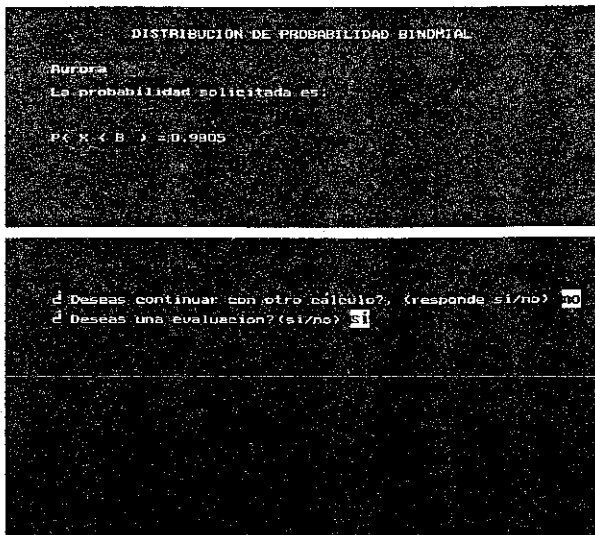 DISTRIBUCIÓN DE PROBABILIDAD BINOMIAL
Aurora
La probabilidad solicitada es:
P( X < 8 ) = 0.9805
¿ Deseas continuar con otro cálculo?, (responde si/no) no
¿ Deseas una evaluacion?(si/no) si